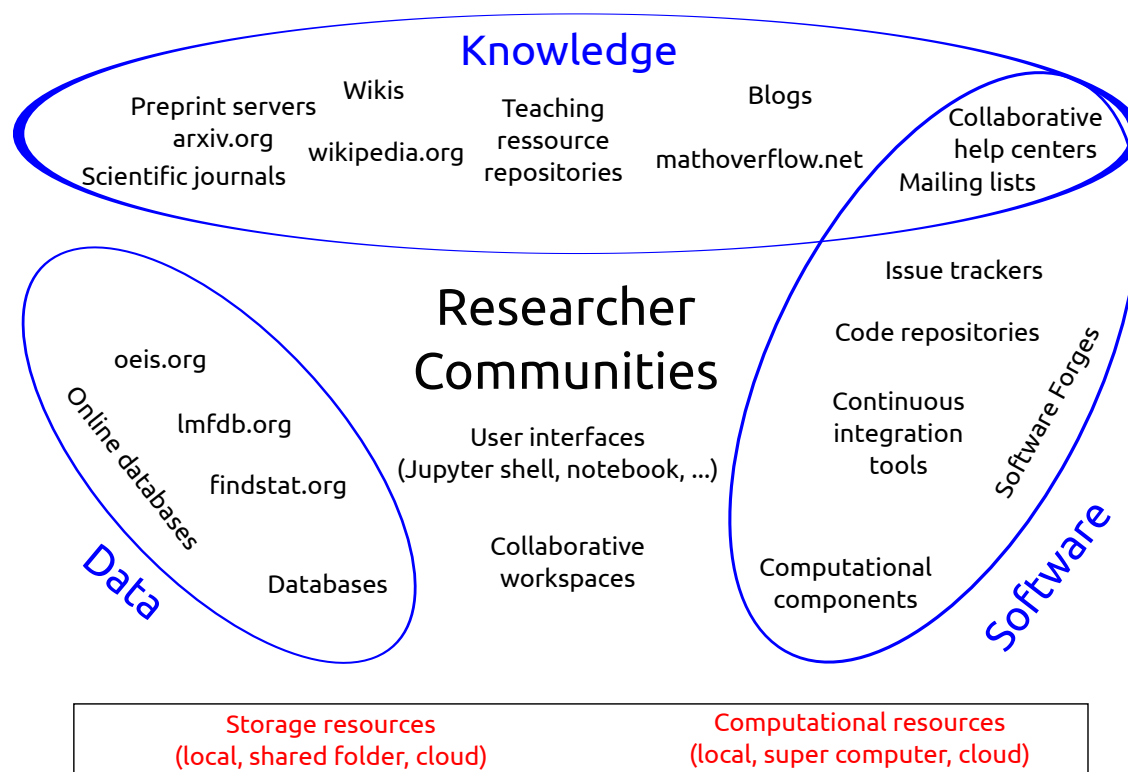 Knowledge
Preprint servers
arxiv.org
Scientific journals
Wikis
wikipedia.org
Teaching
ressource
repositories
Blogs
mathoverflow.net
Collaborative
help centers
Mailing lists
Researcher
Communities
User interfaces
(Jupyter shell, notebook, ...)
Collaborative
workspaces
oeis.org
lmfdb.org
findstat.org
Online databases
Databases
Data
Issue trackers
Code repositories
Continuous
integration
tools
Software Forges
Computational
components
Software
Storage resources
(local, shared folder, cloud)
Computational resources
(local, super computer, cloud)